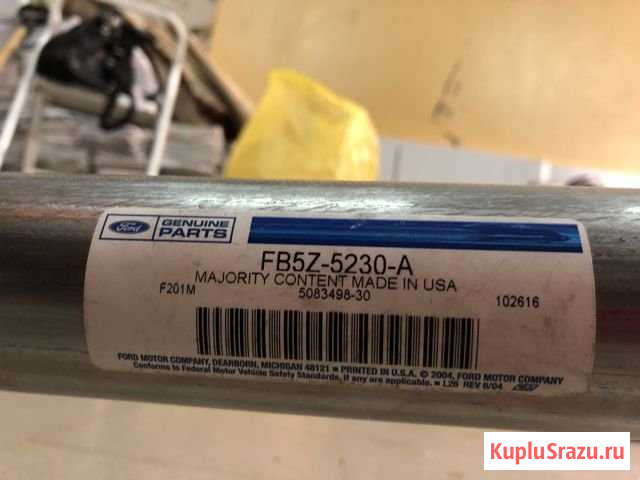 Ford
GENUINE
PARTS
FB5Z-5230-A
MAJORITY CONTENT MADE IN USA
F201M
5083498-30
102616
FORD MOTOR COMPANY, DEARBORN, MICHIGAN 48121 ■ PRINTED IN U.S.A. © 2004, FORD MOTOR COMPANY
Conforms to Federal Motor Vehicle Safety Standards, if any are applicable. ■ L26 REV 8/04
KupluSrazu.ru